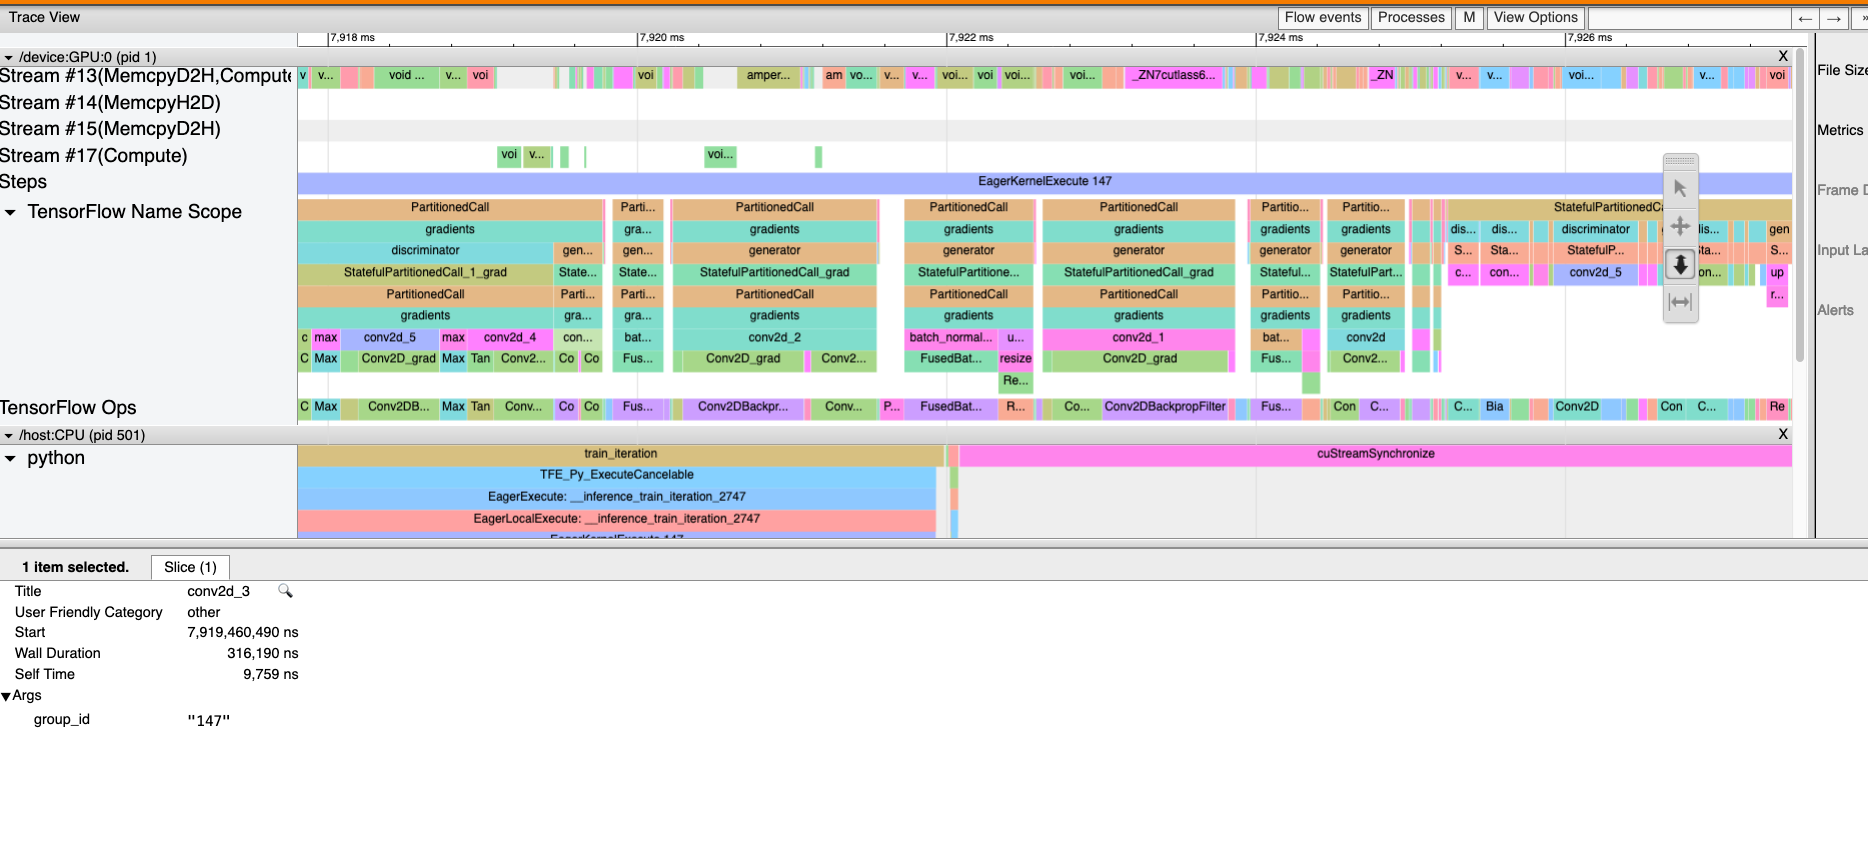 Trace View
Flow events Processes M View Options ← → »
7,918 ms 7,920 ms 7,922 ms 7,924 ms 7,926 ms
/device:GPU:0 (pid 1) X
File Size
Stream #13(MemcpyD2H,Compute v v... void ... v... voi voi amper... am vo... v... v... voi... voi voi... voi... _ZN7cutlass6... _ZN v... v... voi... v... voi
Stream #14(MemcpyH2D)
Stream #15(MemcpyD2H)
Metrics
Stream #17(Compute) voi v... voi...
Steps EagerKernelExecute 147
Frame D
TensorFlow Name Scope PartitionedCall Parti... PartitionedCall PartitionedCall PartitionedCall Partitio... Partitio... StatefulPartitionedCa
gradients gra... gradients gradients gradients gradients gradients dis... dis... discriminator lis... gen
discriminator gen... gen... generator generator generator generator generator S... Sta... StatefulP... ta... S...
Input La
StatefulPartitionedCall_1_grad State... State... StatefulPartitionedCall_grad StatefulPartitione... StatefulPartitionedCall_grad Stateful... StatefulPart... c... con... conv2d_5 on... up
PartitionedCall Parti... Parti... PartitionedCall PartitionedCall PartitionedCall Partitio... Partitio... r...
gradients gra... gra... gradients gradients gradients gradients gradients
Alerts
c max conv2d_5 max conv2d_4 con... bat... conv2d_2 batch_normal... u... conv2d_1 bat... conv2d
C Max Conv2D_grad Max Tan Conv2... Co Co Fus... Conv2D_grad Conv2... FusedBat... resize Conv2D_grad Fus... Conv2...
Re...
TensorFlow Ops C Max Conv2DB... Max Tan Conv... Co Co Fus... Conv2DBackpr... Conv... P... FusedBat... R... Co... Conv2DBackpropFilter Fus... Con C... C... Bia Conv2D Con C... Re
/host:CPU (pid 501) X
python train_iteration cuStreamSynchronize
TFE_Py_ExecuteCancelable
EagerExecute: __inference_train_iteration_2747
EagerLocalExecute: __inference_train_iteration_2747
EagerKernelExecute 147
1 item selected. Slice (1)
Title conv2d_3
User Friendly Category other
Start 7,919,460,490 ns
Wall Duration 316,190 ns
Self Time 9,759 ns
Args
group_id "147"